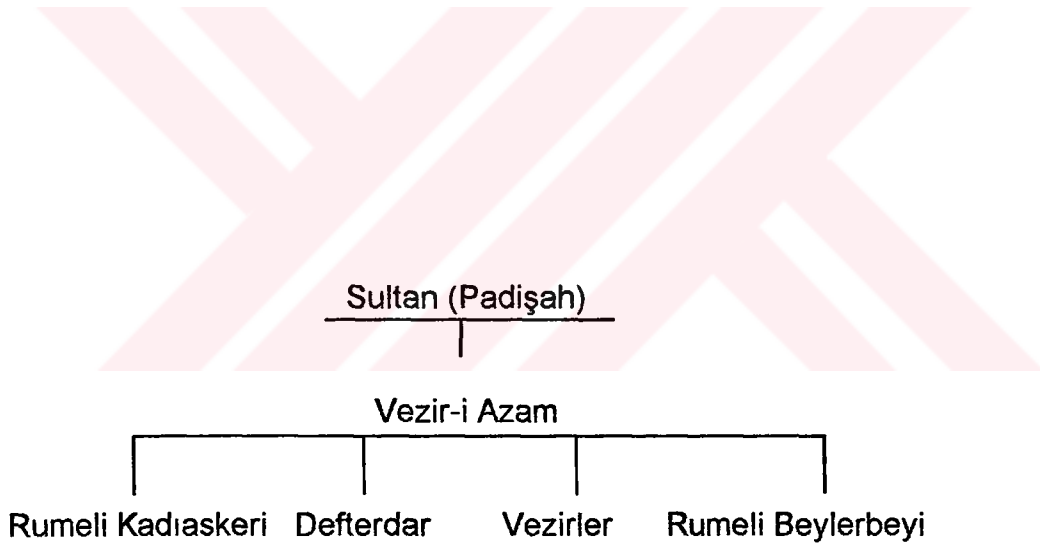 Sultan (Padişah)
Vezir-i Azam
Rumeli Kadıaskeri Defterdar Vezirler Rumeli Beylerbeyi